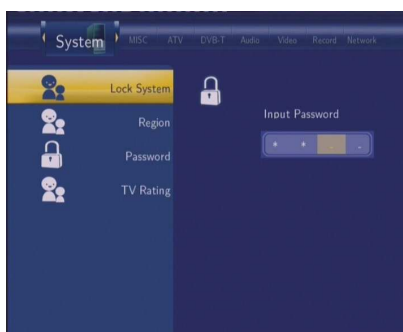 System MISC ATV DVB-T Audio Video Record Network
Lock System
Region
Password
TV Rating
Input Password
* * . .